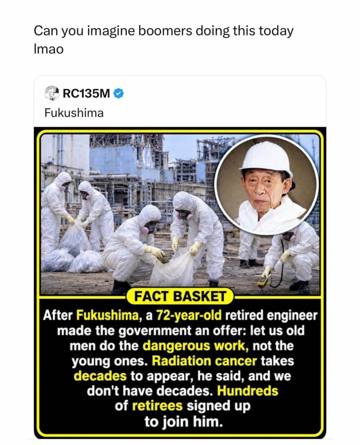 Can you imagine boomers doing this today
lmao
RC135M
Fukushima
FACT BASKET
After Fukushima, a 72-year-old retired engineer
made the government an offer: let us old
men do the dangerous work, not the
young ones. Radiation cancer takes
decades to appear, he said, and we
don't have decades. Hundreds
of retirees signed up
to join him.